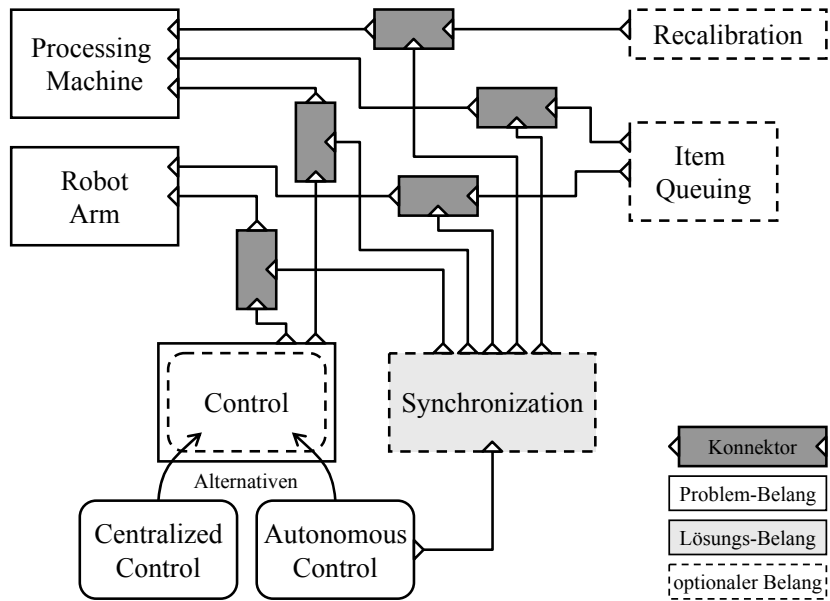 Processing
Machine
Recalibration
Item
Queuing
Robot
Arm
Control
Synchronization
Alternativen
Centralized
Control
Autonomous
Control
Konnektor
Problem-Belang
Lösungs-Belang
optionaler Belang